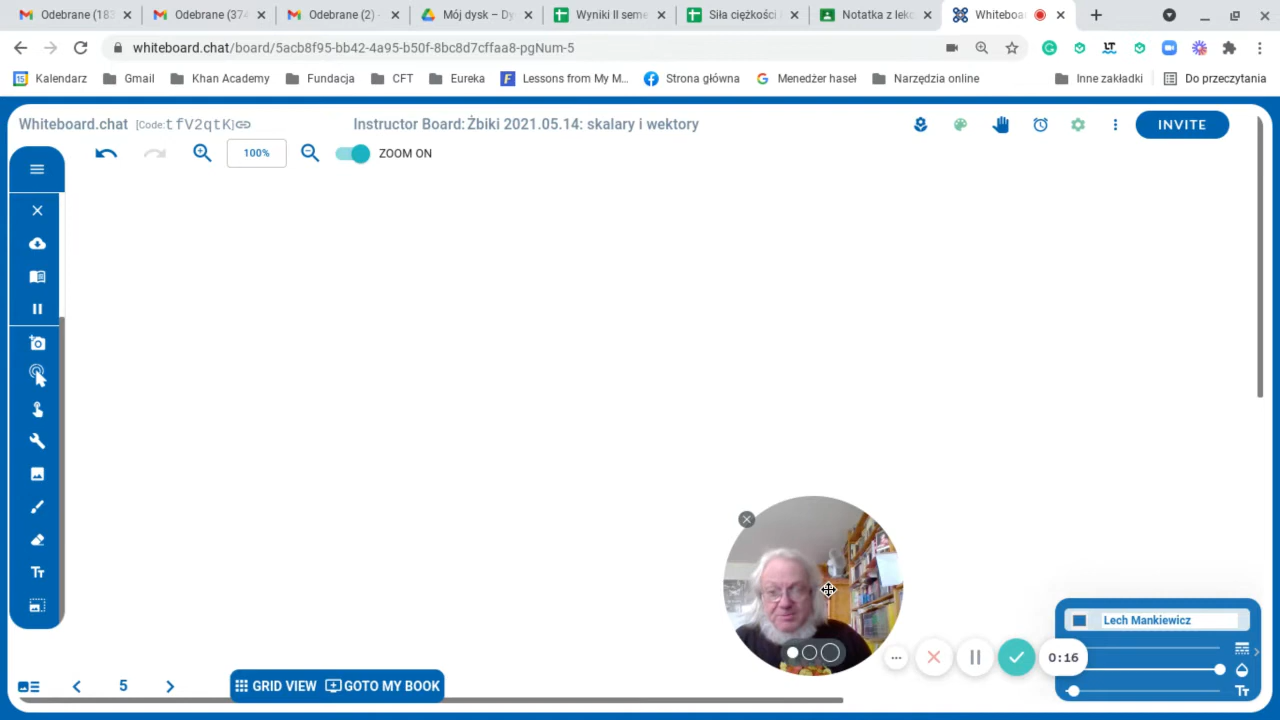 Odebrane (183
Odebrane (374
Odebrane (2) -
Mój dysk – Dy
Wyniki II seme
Siła ciężkości
Notatka z lekc
Whiteboa
whiteboard.chat/board/5acb8f95-bb42-4a95-b50f-8bc8d7cffaa8-pgNum-5
Kalendarz
Gmail
Khan Academy
Fundacja
CFT
Eureka
Lessons from My M...
Strona główna
Menedżer haseł
Narzędzia online
Inne zakładki
Do przeczytania
Whiteboard.chat [Code:tfV2qtK]
Instructor Board:Żbiki 2021.05.14: skalary i wektory
INVITE
100%
ZOOM ON
Lech Mankiewicz
0:16
5
GRID VIEW
GOTO MY BOOK